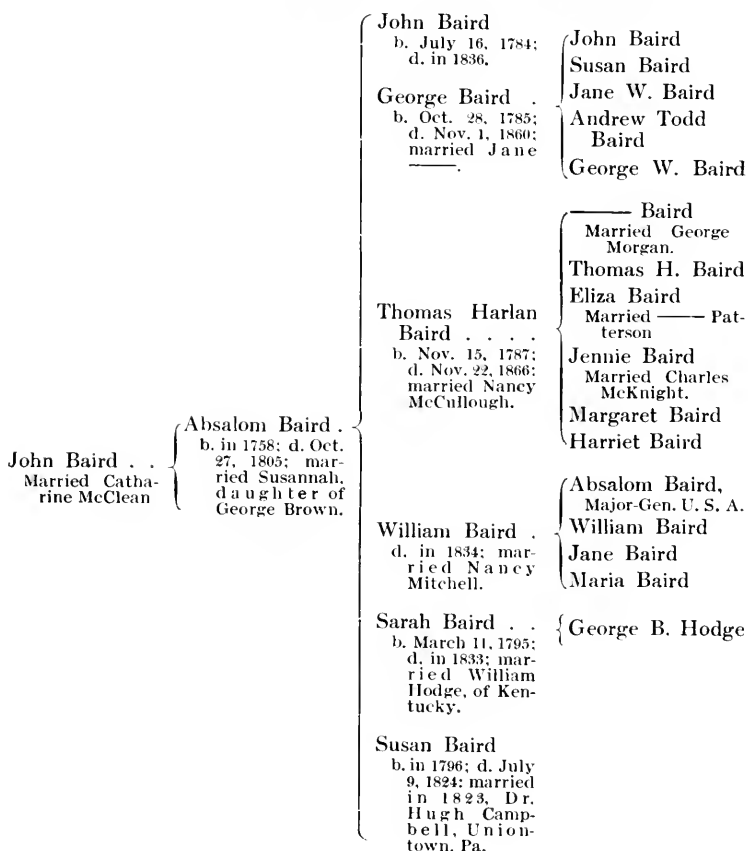 John Baird . .
Married Catha-
rine McClean
Absalom Baird .
b. in 1758; d. Oct.
27, 1805; mar-
ried Susannah,
daughter of
George Brown.
John Baird
b. July 16, 1784;
d. in 1836.
George Baird .
b. Oct. 28, 1785;
d. Nov. 1, 1860;
married Jane
——.
John Baird
Susan Baird
Jane W. Baird
Andrew Todd
Baird
George W. Baird
Thomas Harlan
Baird . . . .
b. Nov. 15, 1787;
d. Nov. 22, 1866;
married Nancy
McCullough.
—— Baird
Married George
Morgan.
Thomas H. Baird
Eliza Baird
Married —— Pat-
terson
Jennie Baird
Married Charles
McKnight.
Margaret Baird
Harriet Baird
William Baird .
d. in 1834; mar-
ried Nancy
Mitchell.
Absalom Baird,
Major-Gen. U. S. A.
William Baird
Jane Baird
Maria Baird
Sarah Baird . .
b. March 11, 1795;
d. in 1833; mar-
ried William
Hodge, of Ken-
tucky.
George B. Hodge
Susan Baird
b. in 1796; d. July
9, 1824; married
in 1823, Dr.
Hugh Camp-
bell, Union-
town, Pa.